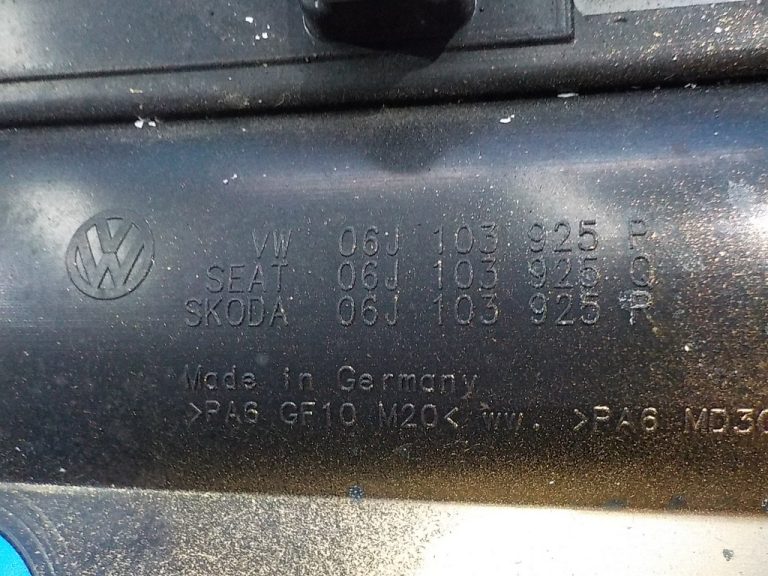 VW 06J 103 925 P
SEAT 06J 103 925 Q
SKODA 06J 103 925 R
Made in Germany
>PA6 GF10 M20< ww. >PA6 MD30